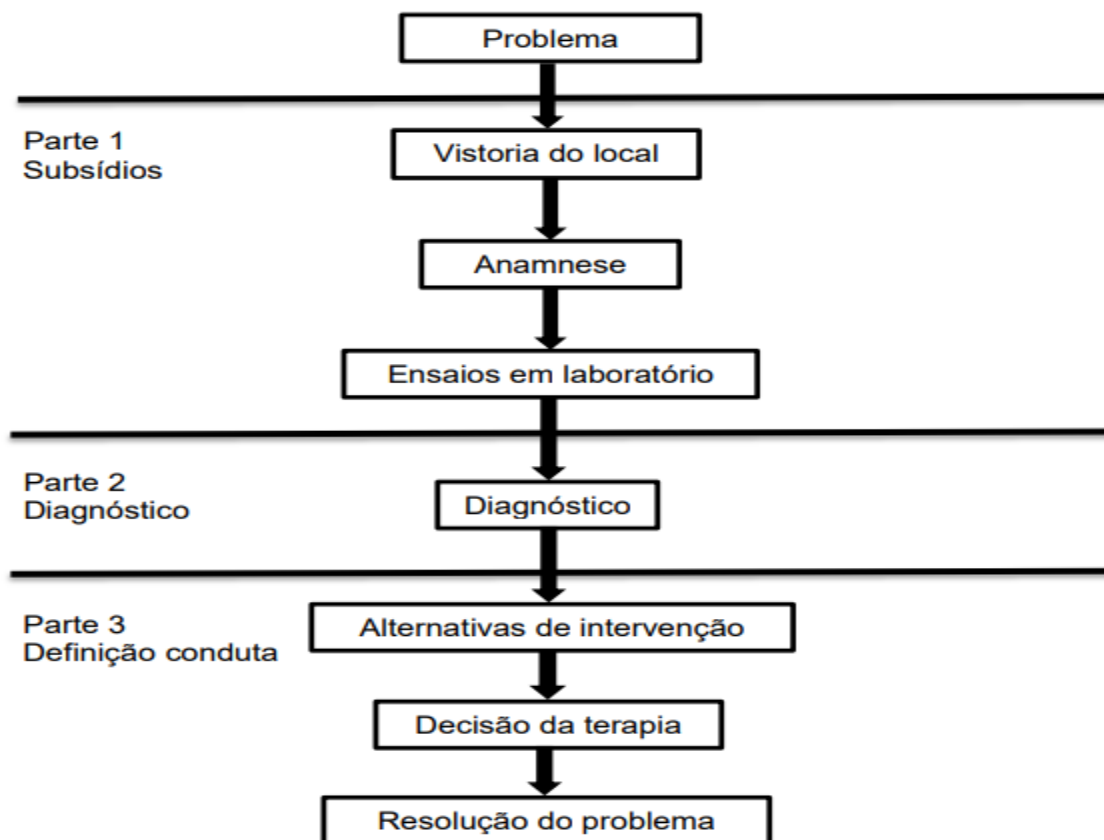 Problema
Parte 1
Subsídios
Vistoria do local
Anamnese
Ensaios em laboratório
Parte 2
Diagnóstico
Diagnóstico
Parte 3
Definição conduta
Alternativas de intervenção
Decisão da terapia
Resolução do problema